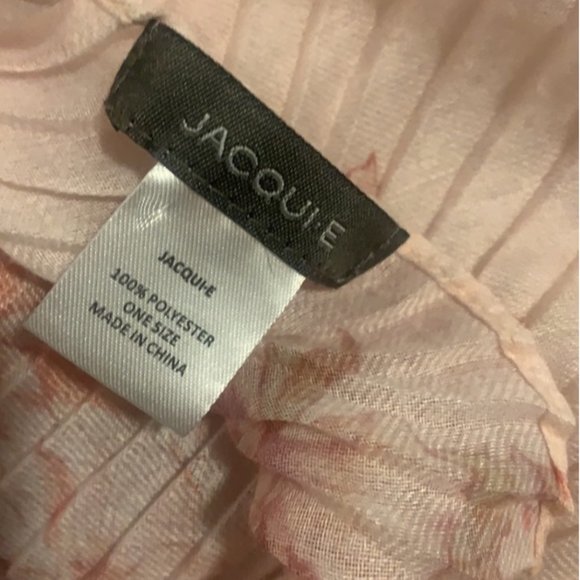 JACQUI·E
JACQUI·E
100% POLYESTER
ONE SIZE
MADE IN CHINA